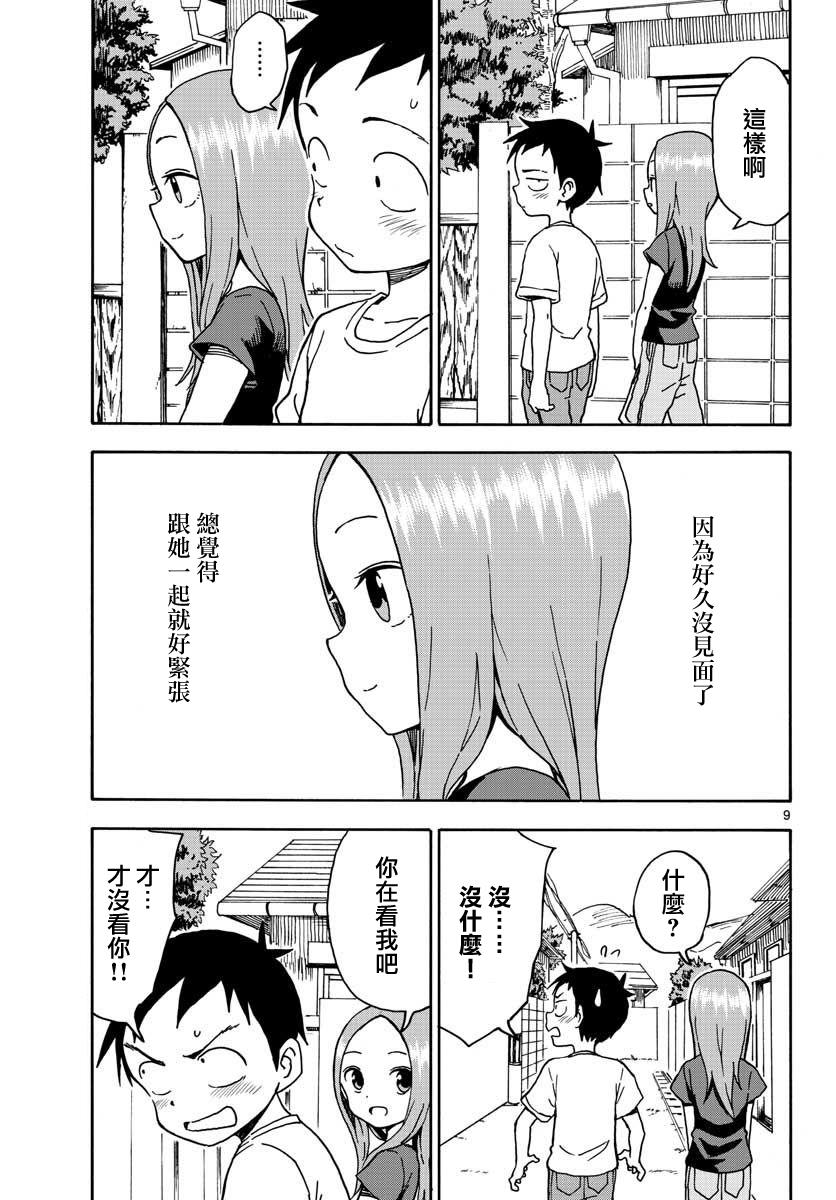 這樣啊
……
因為好久沒見面了
總覺得
跟她一起就好緊張
9
什麼?
沒……
沒什麼!
你在看我吧
才…
才沒看你!!